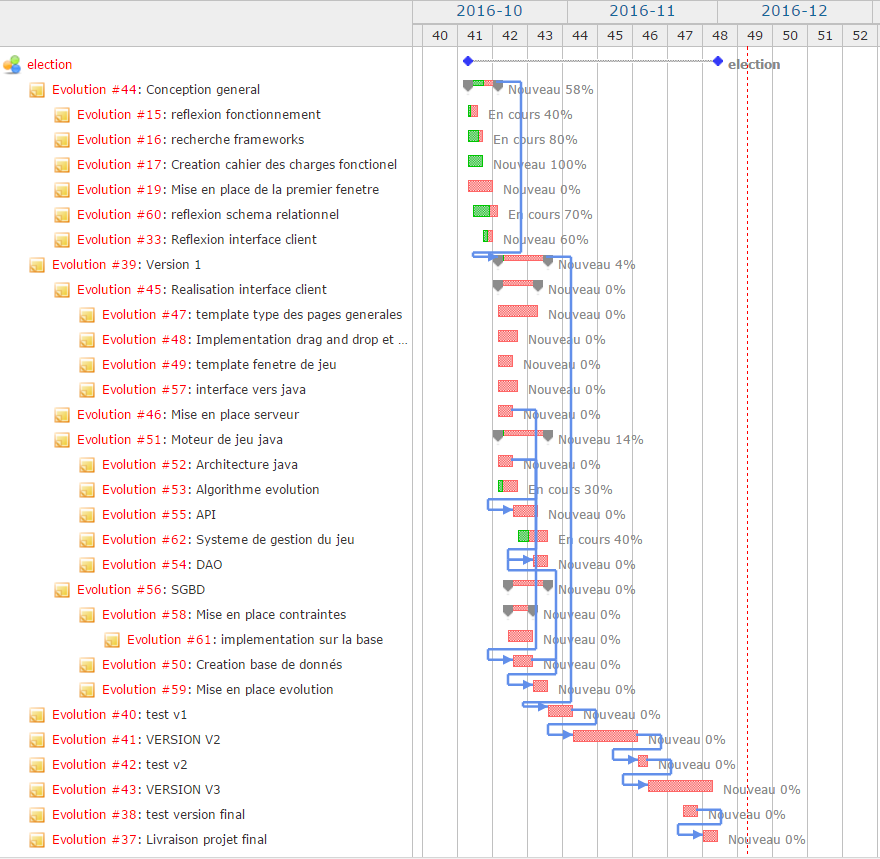 2016-10 2016-11 2016-12
40 41 42 43 44 45 46 47 48 49 50 51 52
election election
Evolution #44: Conception general Nouveau 58%
Evolution #15: reflexion fonctionnement En cours 40%
Evolution #16: recherche frameworks En cours 80%
Evolution #17: Creation cahier des charges fonctionel Nouveau 100%
Evolution #19: Mise en place de la premier fenetre Nouveau 0%
Evolution #60: reflexion schema relationnel En cours 70%
Evolution #33: Reflexion interface client Nouveau 60%
Evolution #39: Version 1 Nouveau 4%
Evolution #45: Realisation interface client Nouveau 0%
Evolution #47: template type des pages generales Nouveau 0%
Evolution #48: Implementation drag and drop et ... Nouveau 0%
Evolution #49: template fenetre de jeu Nouveau 0%
Evolution #57: interface vers java Nouveau 0%
Evolution #46: Mise en place serveur Nouveau 0%
Evolution #51: Moteur de jeu java Nouveau 14%
Evolution #52: Architecture java Nouveau 0%
Evolution #53: Algorithme evolution En cours 30%
Evolution #55: API Nouveau 0%
Evolution #62: Systeme de gestion du jeu En cours 40%
Evolution #54: DAO Nouveau 0%
Evolution #56: SGBD Nouveau 0%
Evolution #58: Mise en place contraintes Nouveau 0%
Evolution #61: implementation sur la base Nouveau 0%
Evolution #50: Creation base de donnés Nouveau 0%
Evolution #59: Mise en place evolution Nouveau 0%
Evolution #40: test v1 Nouveau 0%
Evolution #41: VERSION V2 Nouveau 0%
Evolution #42: test v2 Nouveau 0%
Evolution #43: VERSION V3 Nouveau 0%
Evolution #38: test version final Nouveau 0%
Evolution #37: Livraison projet final Nouveau 0%